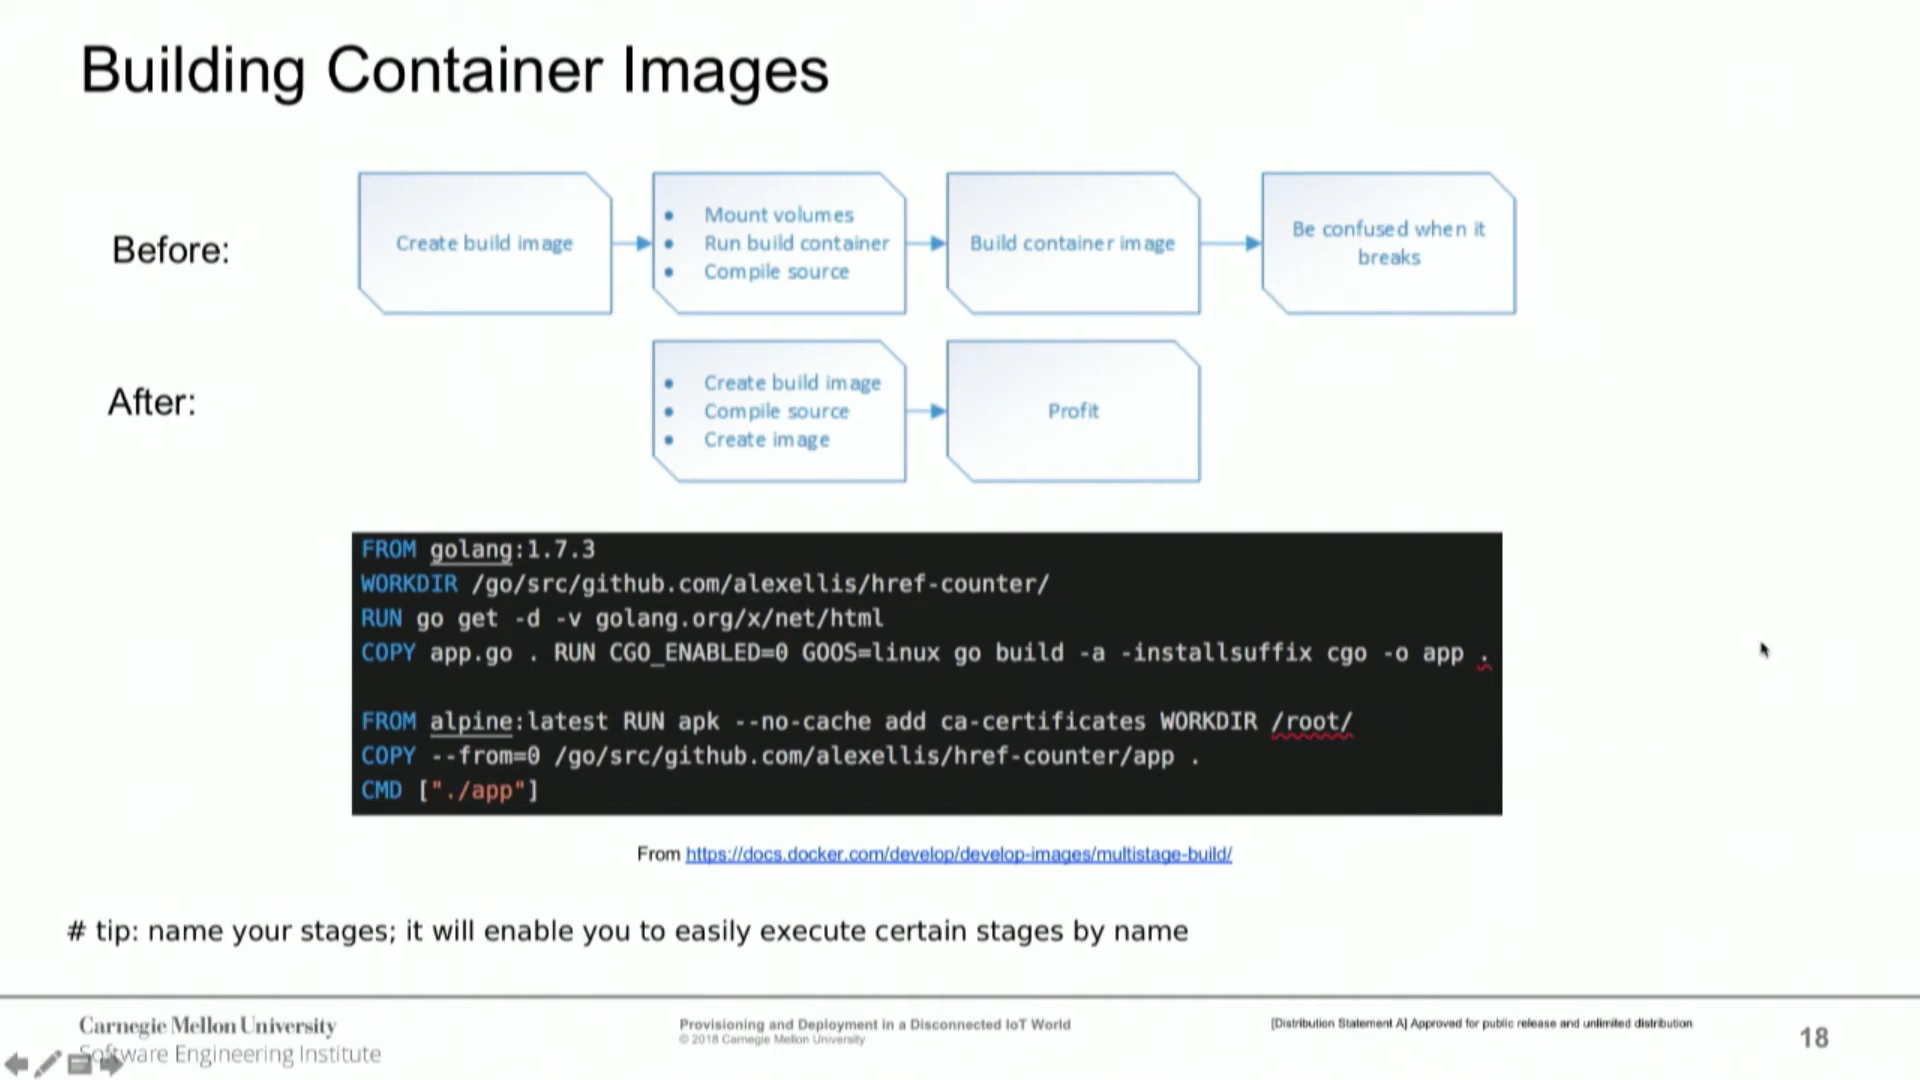 Building Container Images
Before:
Create build image
• Mount volumes
• Run build container
• Compile source
Build container image
Be confused when it
breaks
After:
• Create build image
• Compile source
• Create image
Profit
FROM golang:1.7.3
WORKDIR /go/src/github.com/alexellis/href-counter/
RUN go get -d -v golang.org/x/net/html
COPY app.go . RUN CGO_ENABLED=0 GOOS=linux go build -a -installsuffix cgo -o app .
FROM alpine:latest RUN apk --no-cache add ca-certificates WORKDIR /root/
COPY --from=0 /go/src/github.com/alexellis/href-counter/app .
CMD ["./app"]
From https://docs.docker.com/develop/develop-images/multistage-build/
# tip: name your stages; it will enable you to easily execute certain stages by name
Carnegie Mellon University
Software Engineering Institute
Provisioning and Deployment in a Disconnected IoT World
© 2018 Carnegie Mellon University
[Distribution Statement A] Approved for public release and unlimited distribution
18